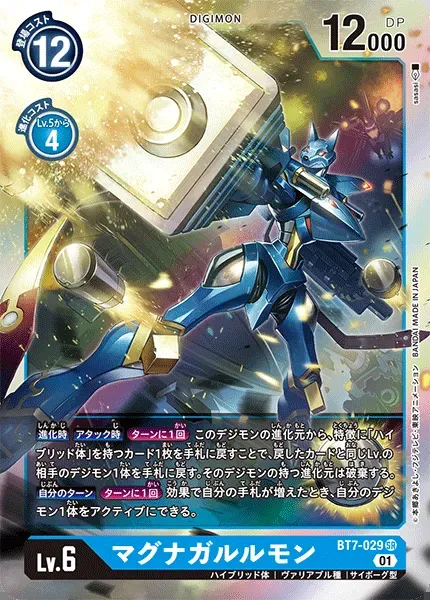 DIGIMON
登場コスト
12
DP
12000
進化コスト
Lv.5から
4
sasasi
進化時 アタック時 ターンに1回 このデジモンの進化元から、特徴に「ハイ
ブリッド体」を持つカード1枚を手札に戻すことで、戻したカードと同じLv.の
相手のデジモン1体を手札に戻す。そのデジモンの持つ進化元は破棄する。
自分のターン ターンに1回 効果で自分の手札が増えたとき、自分のデジ
モン1体をアクティブにできる。
©本郷あきよし・フジテレビ・東映アニメーション BANDAI MADE IN JAPAN
BT7-029 SR
Lv.6
マグナガルルモン
01
ハイブリッド体 | ヴァリアブル種 | サイボーグ型